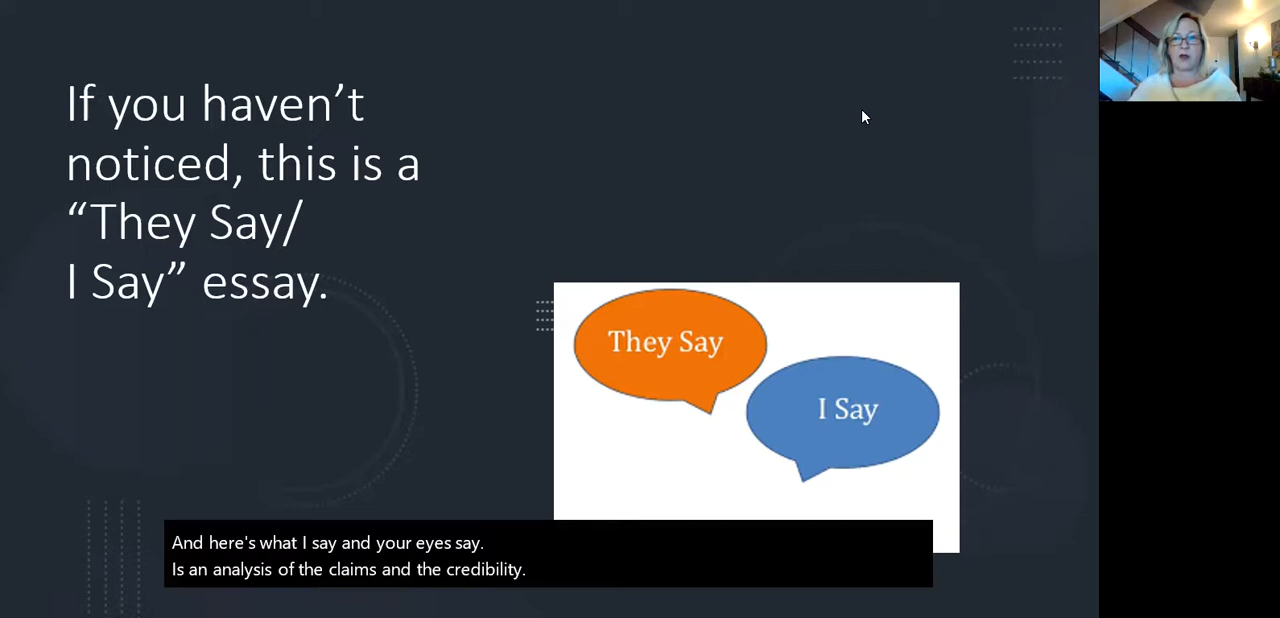 If you haven’t
noticed, this is a
“They Say/
I Say” essay.
They Say
I Say
And here's what I say and your eyes say.
Is an analysis of the claims and the credibility.